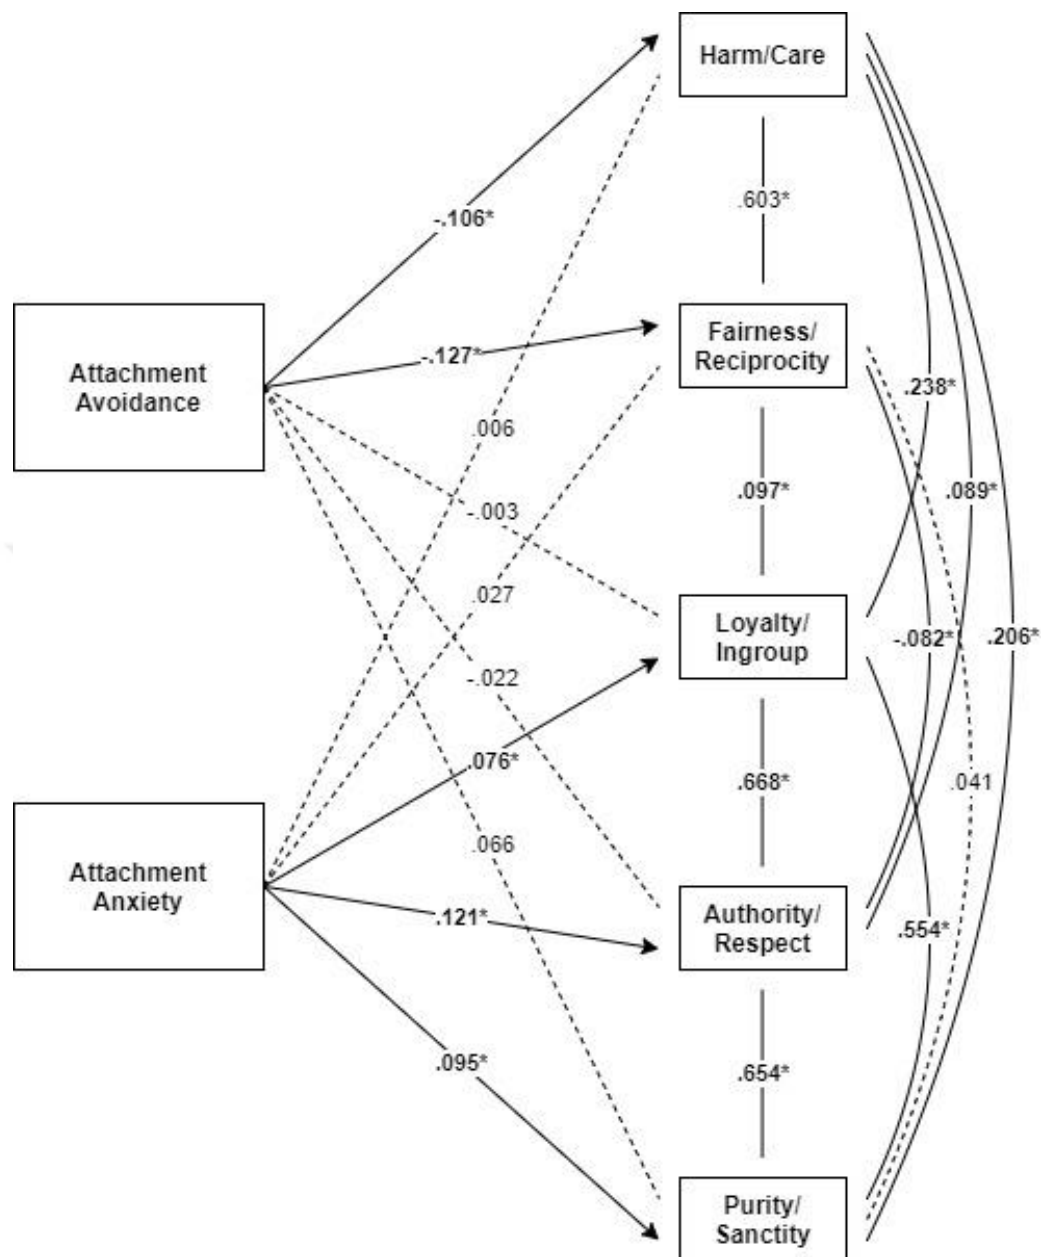 Harm/Care
-.106*
.603*
Fairness/
Reciprocity
-.127*
Attachment
Avoidance
.238*
.006
.097*
.089*
-.003
.027
Loyalty/
Ingroup
-.082*
.206*
-.022
.076*
.668*
.041
.066
Attachment
Anxiety
.121*
Authority/
Respect
.554*
.095*
.654*
Purity/
Sanctity